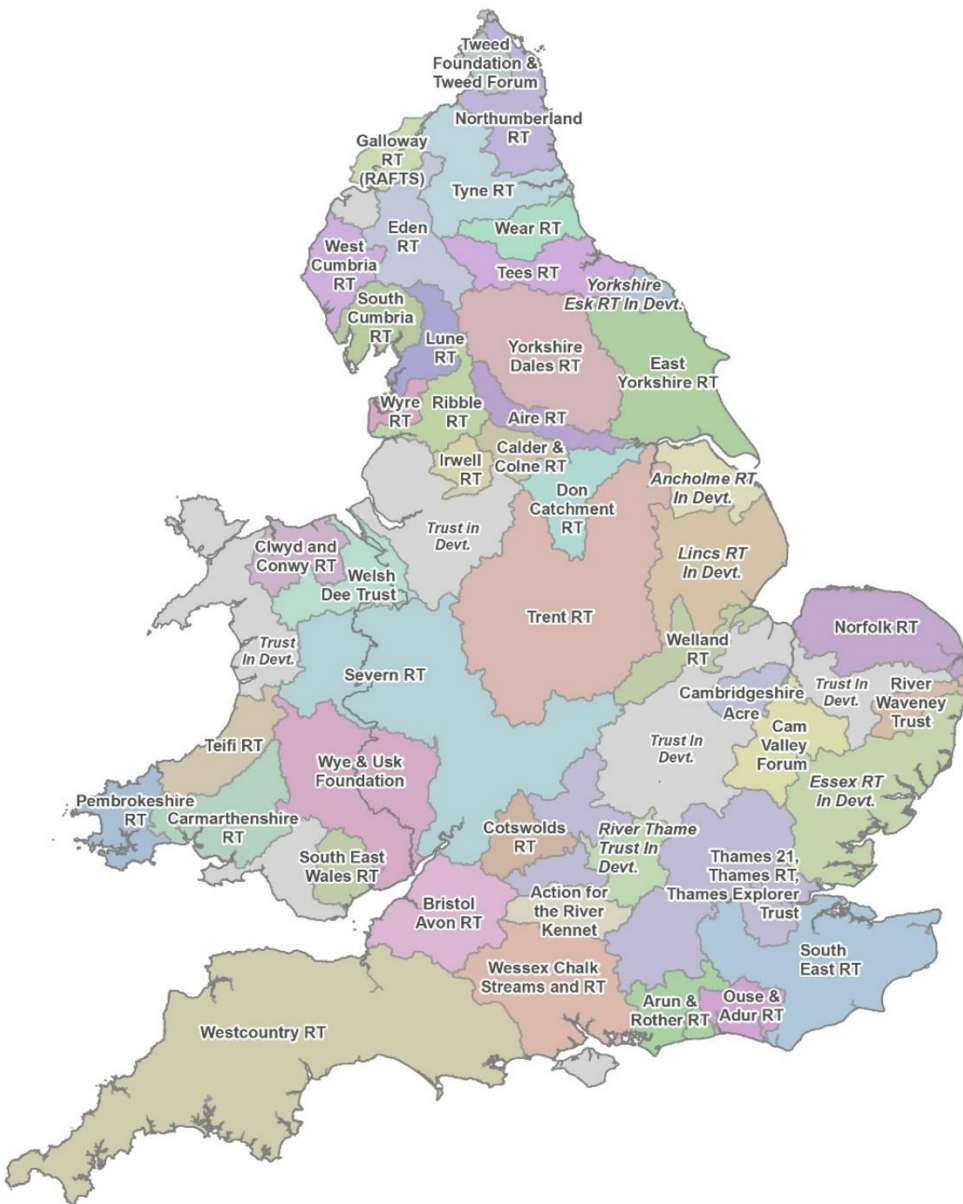 Tweed
Foundation &
Tweed Forum
Northumberland
RT
Galloway
RT
(RAFTS)
Tyne RT
Eden
RT
Wear RT
West
Cumbria
RT
Tees RT
Yorkshire
Esk RT In Devt.
South
Cumbria
RT
Lune
RT
Yorkshire
Dales RT
East
Yorkshire RT
Wyre
RT
Ribble
RT
Aire RT
Irwell
RT
Calder &
Colne RT
Ancholme RT
In Devt.
Don
Catchment
RT
Trust in
Devt.
Clwyd and
Conwy RT
Lincs RT
In Devt.
Welsh
Dee Trust
Trent RT
Norfolk RT
Trust
In Devt.
Welland
RT
Severn RT
Cambridgeshire
Acre
Trust In
Devt.
River
Waveney
Trust
Teifi RT
Wye & Usk
Foundation
Trust In
Devt.
Cam
Valley
Forum
Essex RT
In Devt.
Pembrokeshire
RT
Carmarthenshire
RT
Cotswolds
RT
River Thame
Trust In
Devt.
South East
Wales RT
Thames 21,
Thames RT,
Thames Explorer
Trust
Bristol
Avon RT
Action for
the River
Kennet
South
East RT
Wessex Chalk
Streams and RT
Arun &
Rother RT
Ouse &
Adur RT
Westcountry RT